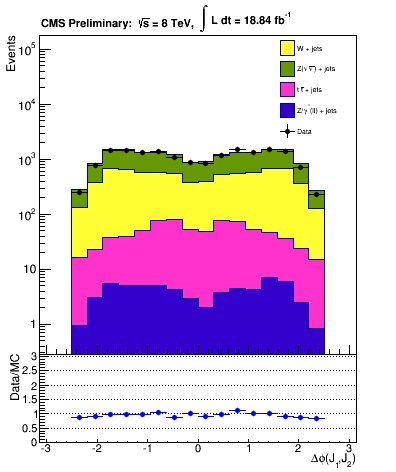 CMS Preliminary: √s = 8 TeV, ∫ L dt = 18.84 fb⁻¹
Events
10⁵
10⁴
10³
10²
10
1
W + jets
Z(ν ν̄) + jets
t t̄ + jets
Z/γ*(ll) + jets
Data
Data/MC
3
2.5
2
1.5
1
0.5
0
-3 -2 -1 0 1 2 3
Δϕ(J₁,J₂)